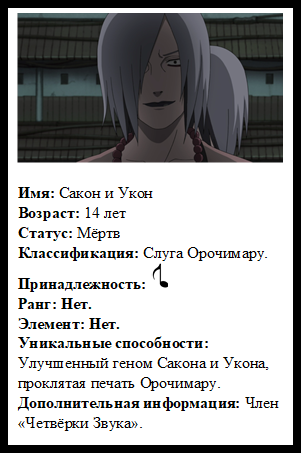 Имя: Сакон и Укон
Возраст: 14 лет
Статус: Мёртв
Классификация: Слуга Орочимару.
Принадлежность:
Ранг: Нет.
Элемент: Нет.
Уникальные способности:
Улучшенный геном Сакона и Укона,
проклятая печать Орочимару.
Дополнительная информация: Член
«Четвёрки Звука».